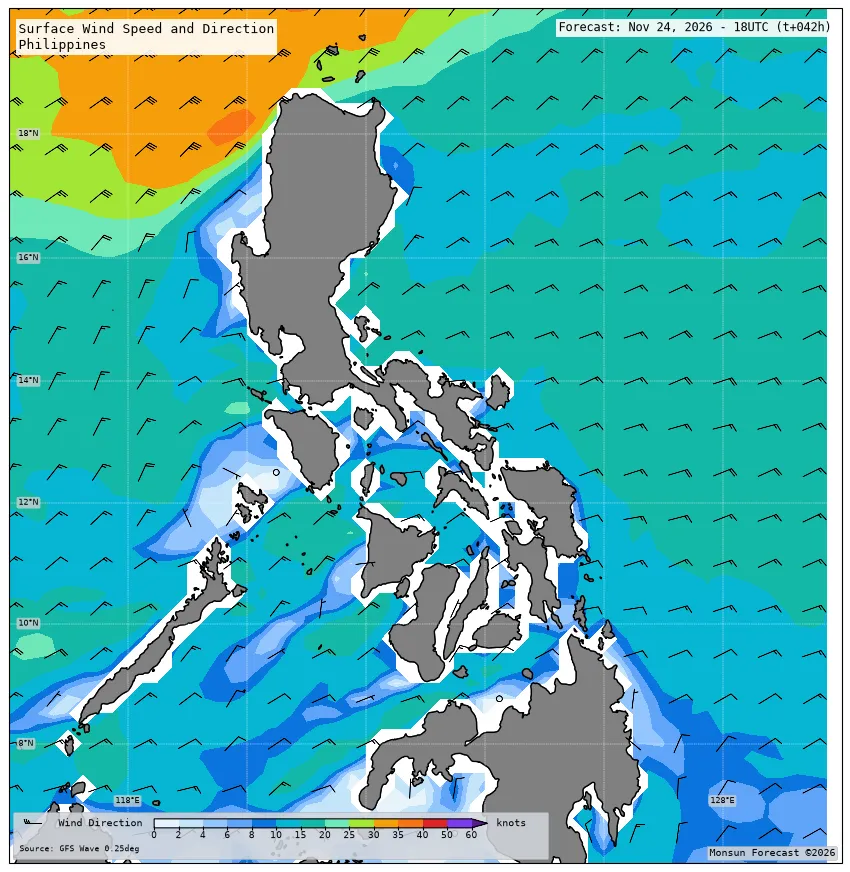 Surface Wind Speed and Direction
Philippines
Forecast: Nov 24, 2026 - 18UTC (t+042h)
18°N
16°N
14°N
12°N
10°N
8°N
118°E
128°E
Wind Direction
0 2 4 6 8 10 15 20 25 30 35 40 50 60
knots
Source: GFS Wave 0.25deg
Monsun Forecast ©2026